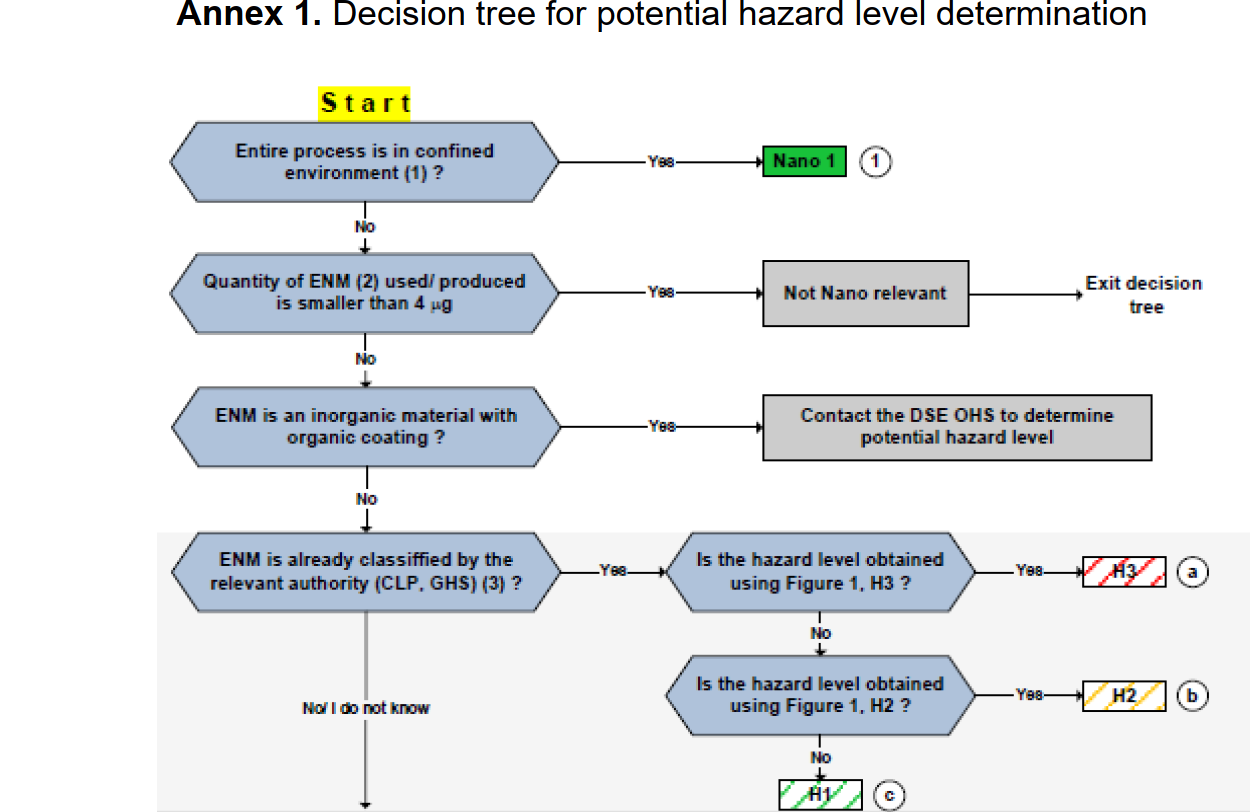 Annex 1. Decision tree for potential hazard level determination
Start
Entire process is in confined
environment (1) ?
Yes
Nano 1
1
No
Quantity of ENM (2) used/ produced
is smaller than 4 µg
Yes
Not Nano relevant
Exit decision
tree
No
ENM is an inorganic material with
organic coating ?
Yes
Contact the DSE OHS to determine
potential hazard level
No
ENM is already classiffied by the
relevant authority (CLP, GHS) (3) ?
Yes
Is the hazard level obtained
using Figure 1, H3 ?
Yes
H3
a
No
Is the hazard level obtained
using Figure 1, H2 ?
Yes
H2
b
No/ I do not know
No
H1
c